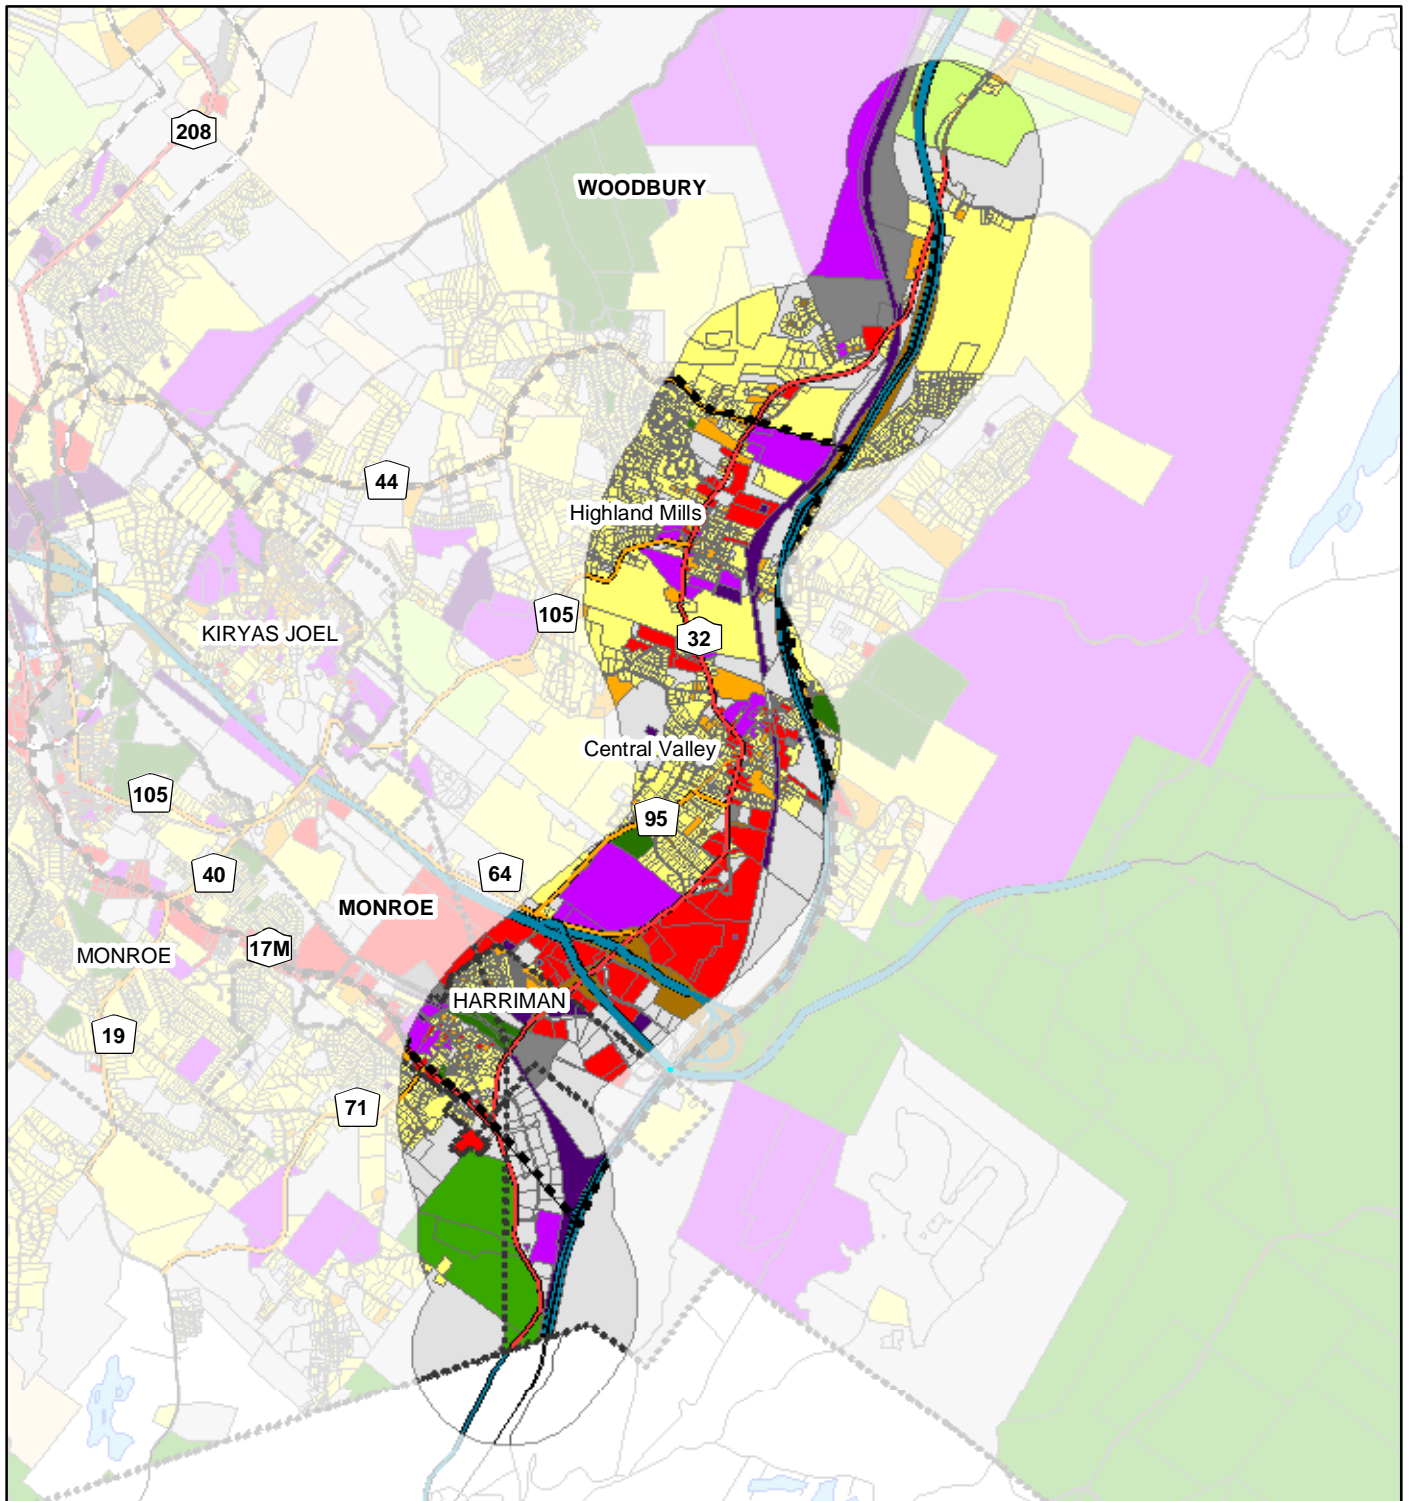 208
WOODBURY
44
Highland Mills
105
KIRYAS JOEL
32
Central Valley
105
95
40
64
MONROE
17M
MONROE
HARRIMAN
19
71